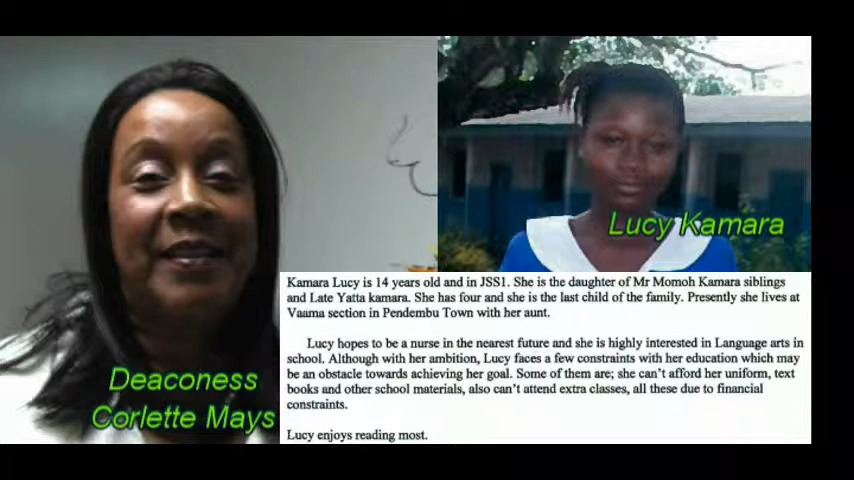 Lucy Kamara
Kamara Lucy is 14 years old and in JSS1. She is the daughter of Mr Momoh Kamara siblings
and Late Yatta kamara. She has four and she is the last child of the family. Presently she lives at
Vaama section in Pendembu Town with her aunt.
Lucy hopes to be a nurse in the nearest future and she is highly interested in Language arts in
school. Although with her ambition, Lucy faces a few constraints with her education which may
be an obstacle towards achieving her goal. Some of them are; she can't afford her uniform, text
books and other school materials, also can't attend extra classes, all these due to financial
constraints.
Lucy enjoys reading most.
Deaconess
Corlette Mays